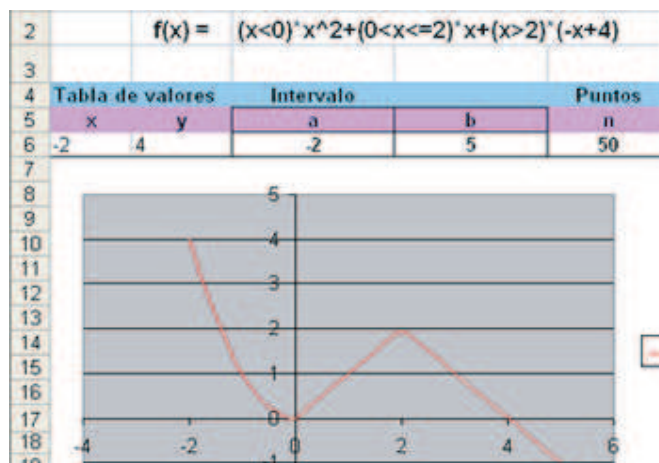 2 f(x) = (x<0)*x^2+(0<x<=2)*x+(x>2)*(-x+4)
3
4 Tabla de valores Intervalo Puntos
5 x y a b n
6 -2 4 -2 5 50
7
8 5
9
10 4
11
12 3
13
14 2
15 1
16
17 0
18 -4 -2 0 2 4 6
-1